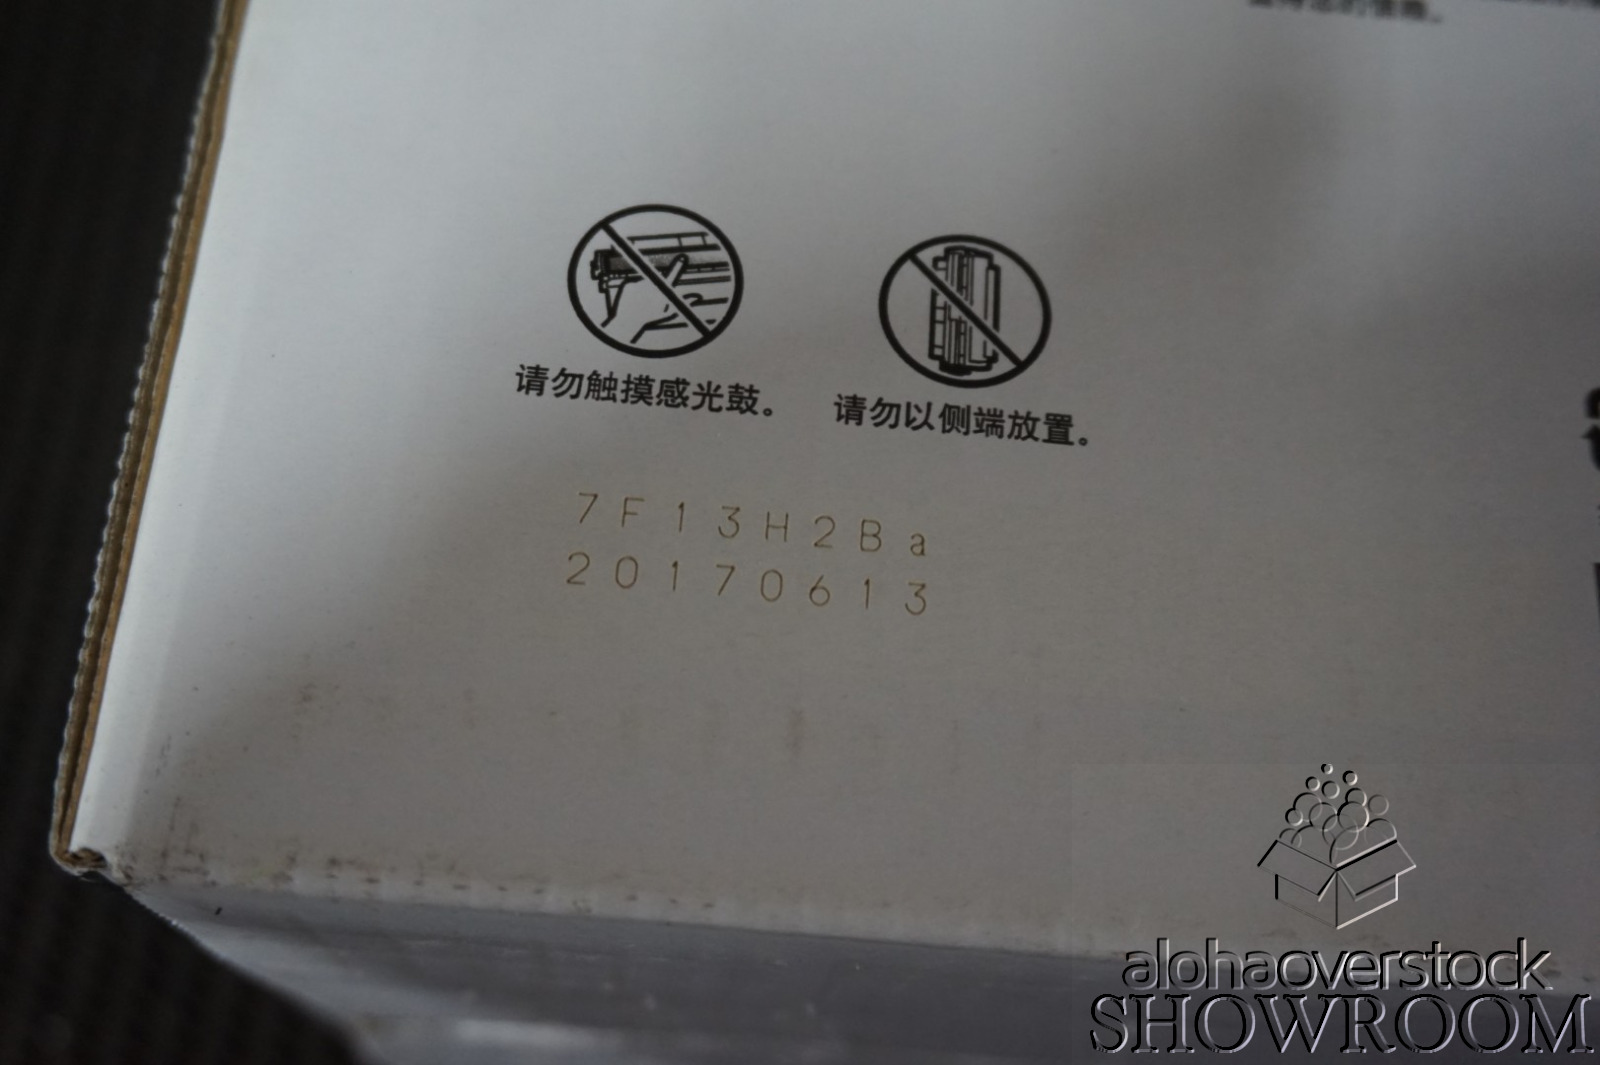 请勿触摸感光鼓。
请勿以侧端放置。
7F13H2Ba
20170613
alohaoverstock
SHOWROOM